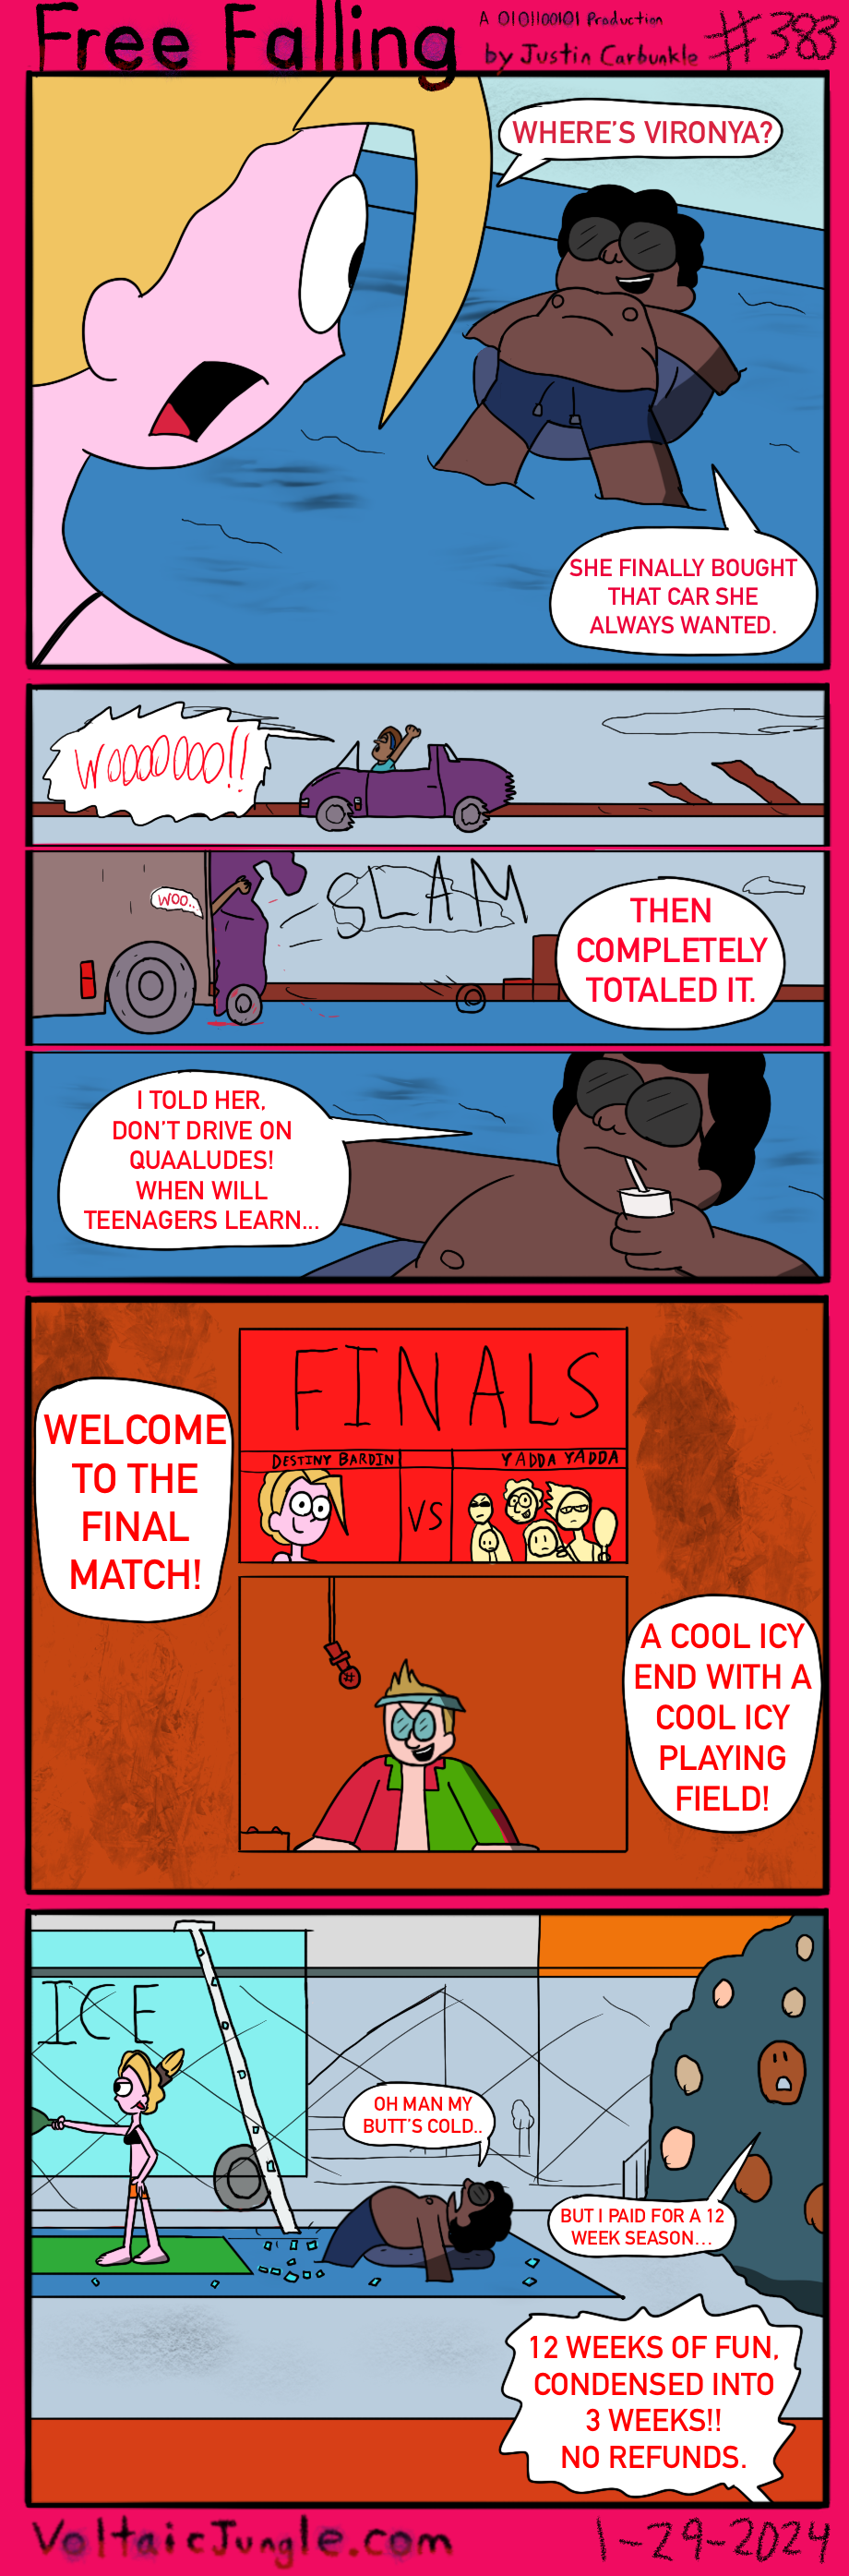 Free Falling
A 0101100101 Production
by Justin Carbunkle
#383
WHERE'S VIRONYA?
SHE FINALLY BOUGHT
THAT CAR SHE
ALWAYS WANTED.
WOOOOOOO!!
WOO..
SLAM
THEN
COMPLETELY
TOTALED IT.
I TOLD HER,
DON'T DRIVE ON
QUAALUDES!
WHEN WILL
TEENAGERS LEARN...
FINALS
DESTINY BARDIN
YADDA YADDA
VS
WELCOME
TO THE
FINAL
MATCH!
A COOL ICY
END WITH A
COOL ICY
PLAYING
FIELD!
ICE
OH MAN MY
BUTT'S COLD..
BUT I PAID FOR A 12
WEEK SEASON...
12 WEEKS OF FUN,
CONDENSED INTO
3 WEEKS!!
NO REFUNDS.
VoltaicJungle.com
1-29-2024